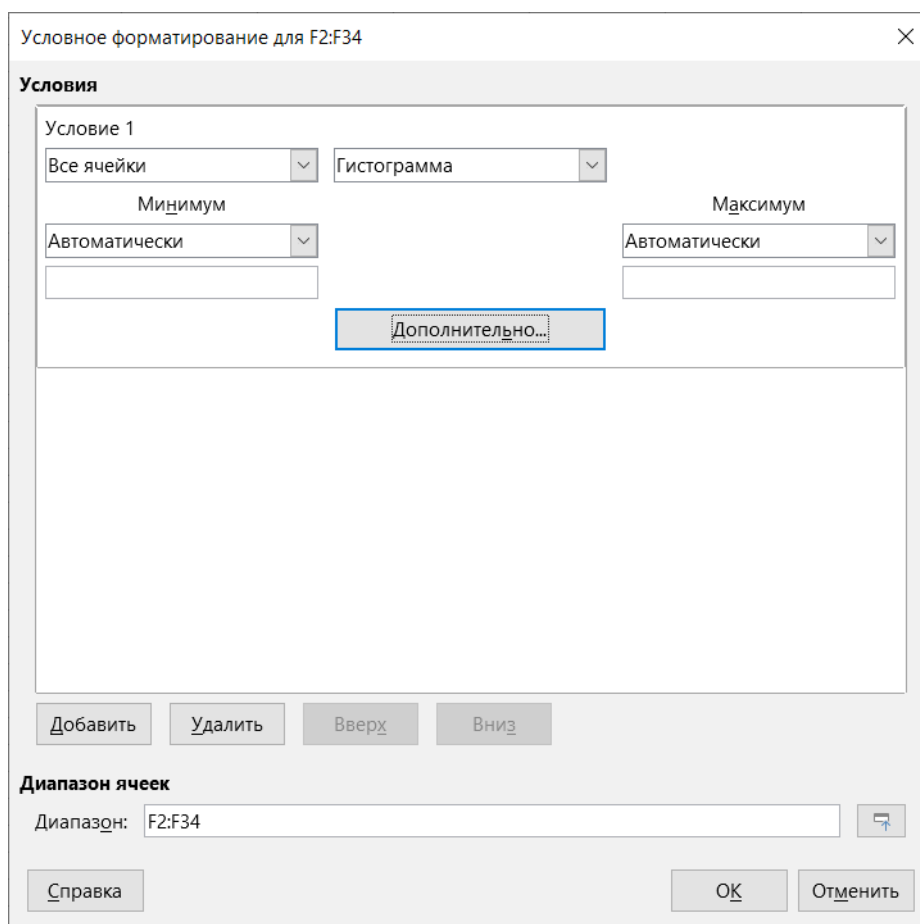 Условное форматирование для F2:F34
Условия
Условие 1
Все ячейки Гистограмма
Минимум Максимум
Автоматически Автоматически
Дополнительно...
Добавить Удалить Вверх Вниз
Диапазон ячеек
Диапазон: F2:F34
Справка OK Отменить